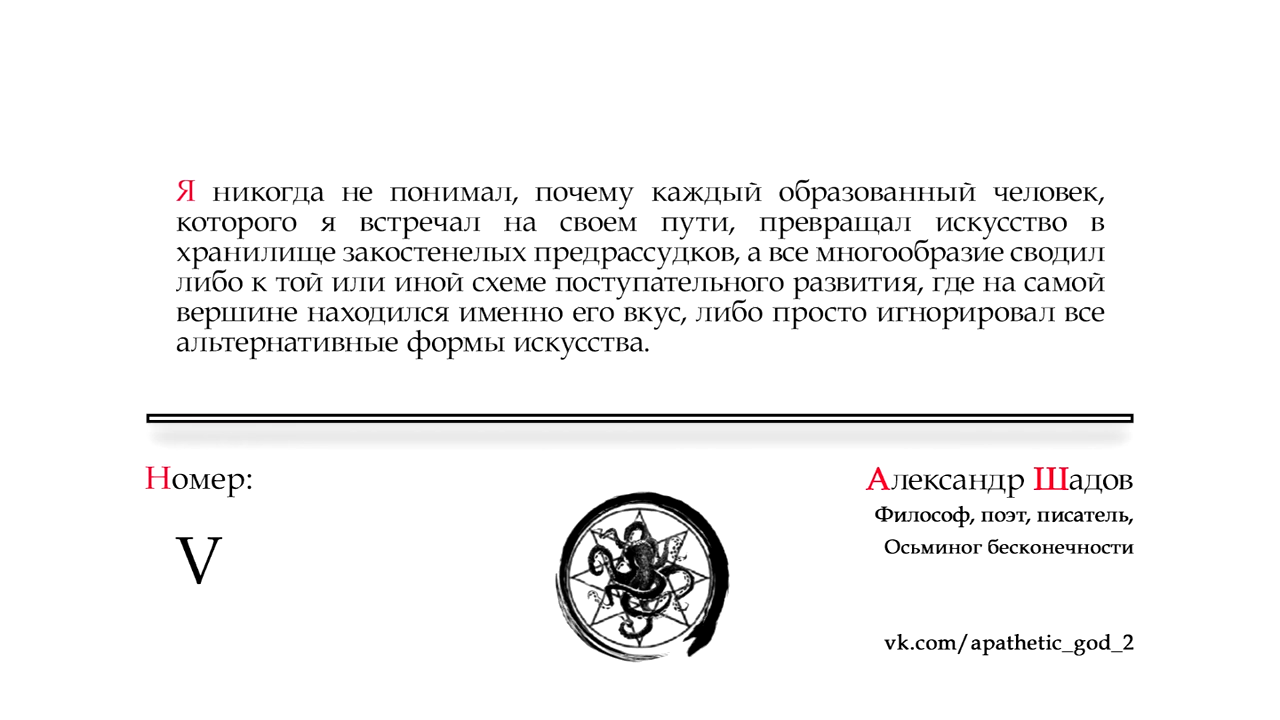 Я никогда не понимал, почему каждый образованный человек,
которого я встречал на своем пути, превращал искусство в
хранилище закостенелых предрассудков, а все многообразие сводил
либо к той или иной схеме поступательного развития, где на самой
вершине находился именно его вкус, либо просто игнорировал все
альтернативные формы искусства.
Номер:
V
Александр Шадов
Философ, поэт, писатель,
Осьминог бесконечности
vk.com/apathetic_god_2